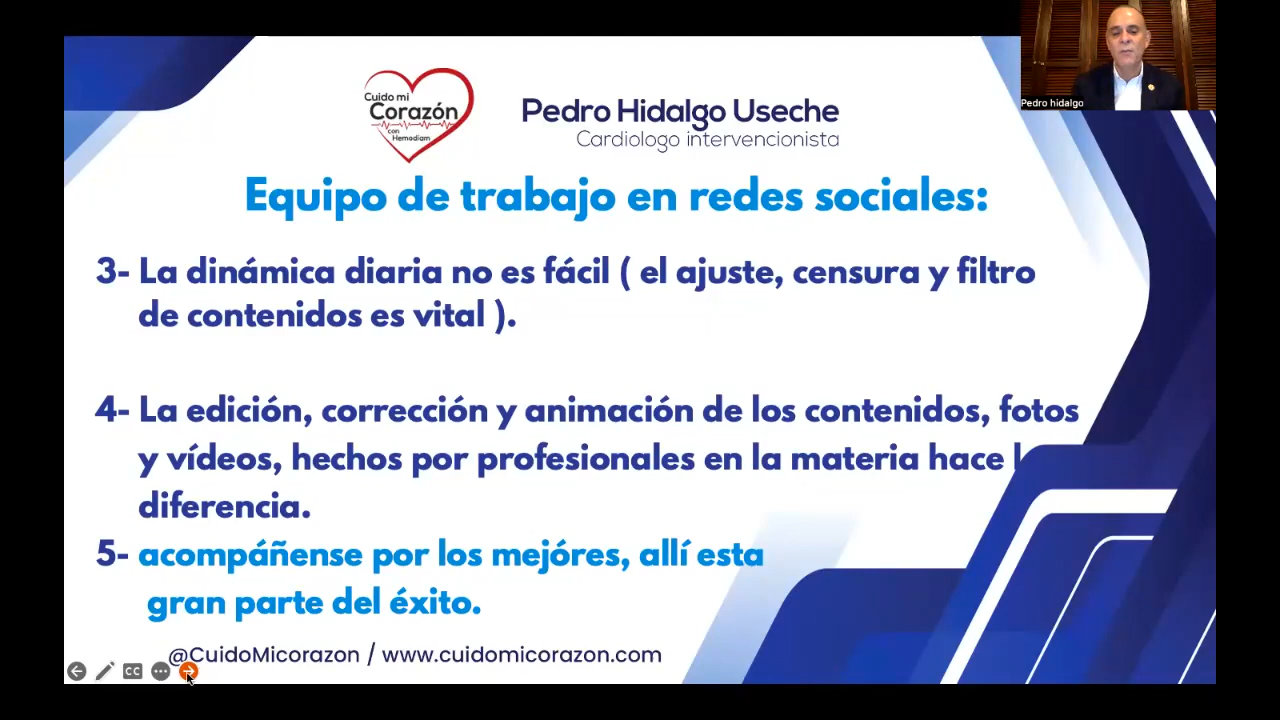 Cuido mi
Corazón
con
Hemodiam
Pedro Hidalgo Useche
Cardiologo intervencionista
Pedro hidalgo
Equipo de trabajo en redes sociales:
3- La dinámica diaria no es fácil ( el ajuste, censura y filtro
de contenidos es vital ).
4- La edición, corrección y animación de los contenidos, fotos
y vídeos, hechos por profesionales en la materia hace
diferencia.
5- acompáñense por los mejóres, allí esta
gran parte del éxito.
@CuidoMicorazon / www.cuidomicorazon.com
CC